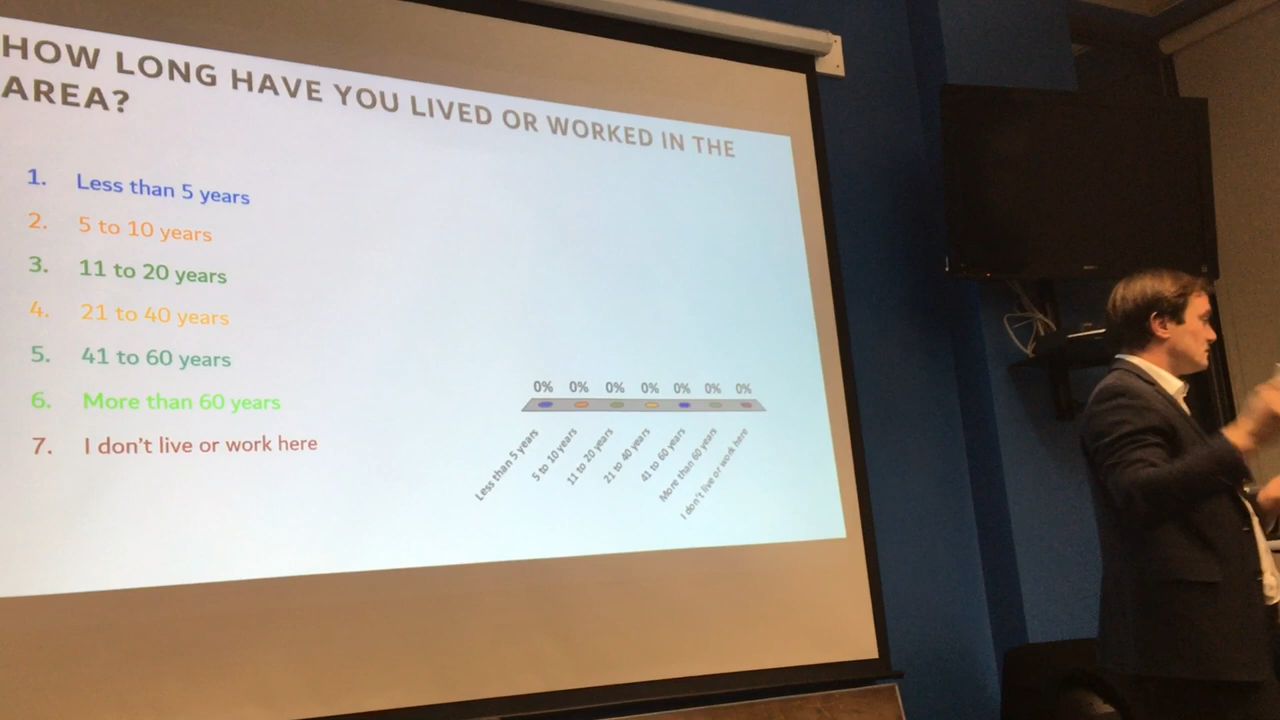 HOW LONG HAVE YOU LIVED OR WORKED IN THE
AREA?
1. Less than 5 years
2. 5 to 10 years
3. 11 to 20 years
4. 21 to 40 years
5. 41 to 60 years
6. More than 60 years
7. I don't live or work here
0% 0% 0% 0% 0% 0% 0%
Less than 5 years
5 to 10 years
11 to 20 years
21 to 40 years
41 to 60 years
More than 60 years
I don't live or work here